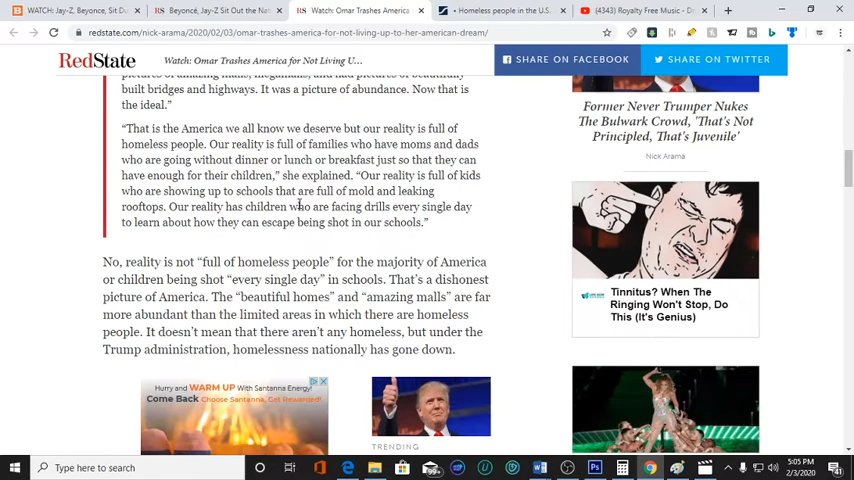 WATCH: Jay-Z, Beyonce, Sit Du
Beyoncé, Jay-Z Sit Out the Nat
Watch: Omar Trashes America f
• Homeless people in the U.S.
(4343) Royalty Free Music - D
redstate.com/nick-arama/2020/02/03/omar-trashes-america-for-not-living-up-to-her-american-dream/
RedState
Watch: Omar Trashes America for Not Living U...
SHARE ON FACEBOOK
SHARE ON TWITTER
pictures of amazing malls, megamalls, and had pictures of beautifully
built bridges and highways. It was a picture of abundance. Now that is
the ideal.”
“That is the America we all know we deserve but our reality is full of
homeless people. Our reality is full of families who have moms and dads
who are going without dinner or lunch or breakfast just so that they can
have enough for their children,” she explained. “Our reality is full of kids
who are showing up to schools that are full of mold and leaking
rooftops. Our reality has children who are facing drills every single day
to learn about how they can escape being shot in our schools.”
No, reality is not “full of homeless people” for the majority of America
or children being shot “every single day” in schools. That’s a dishonest
picture of America. The “beautiful homes” and “amazing malls” are far
more abundant than the limited areas in which there are homeless
people. It doesn’t mean that there aren’t any homeless, but under the
Trump administration, homelessness nationally has gone down.
Hurry and WARM UP With Santanna Energy!
Come Back Choose Santanna, Get Rewarded!
TRENDING
Former Never Trumper Nukes
The Bulwark Crowd, 'That's Not
Principled, That's Juvenile'
Nick Arama
Tinnitus? When The
Ringing Won't Stop, Do
This (It's Genius)
Type here to search
99+
5:05 PM
2/3/2020
41